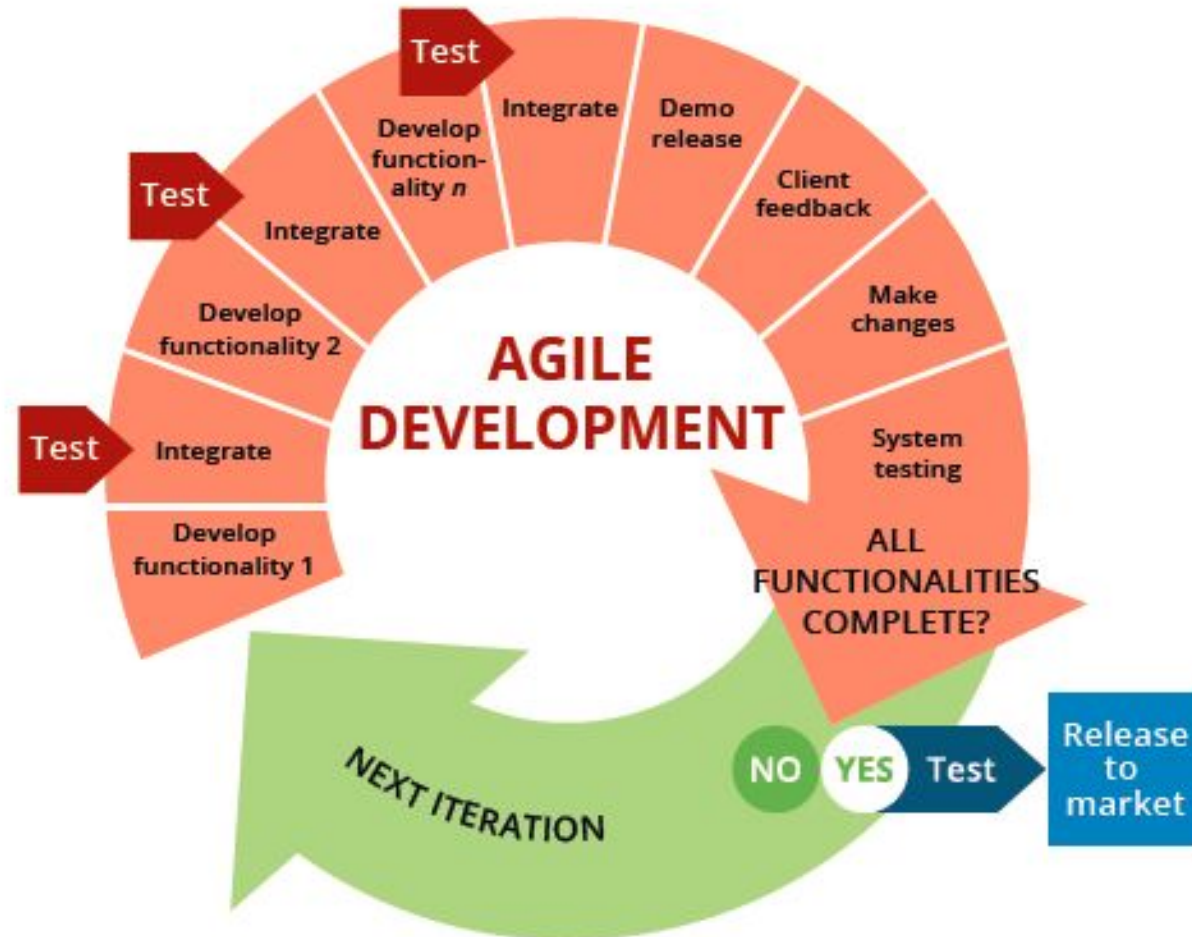 AGILE
DEVELOPMENT
Develop
functionality 1
Test
Integrate
Develop
functionality 2
Test
Integrate
Develop
function-
ality n
Test
Integrate
Demo
release
Client
feedback
Make
changes
System
testing
ALL
FUNCTIONALITIES
COMPLETE?
NO
YES
Test
Release
to
market
NEXT ITERATION